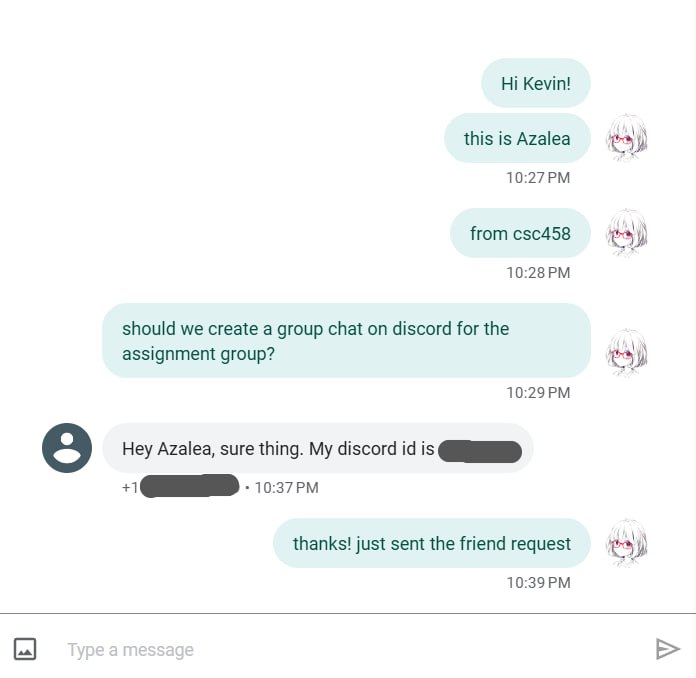 Hi Kevin!
this is Azalea
10:27 PM
from csc458
10:28 PM
should we create a group chat on discord for the
assignment group?
10:29 PM
Hey Azalea, sure thing. My discord id is
+1 • 10:37 PM
thanks! just sent the friend request
10:39 PM
Type a message